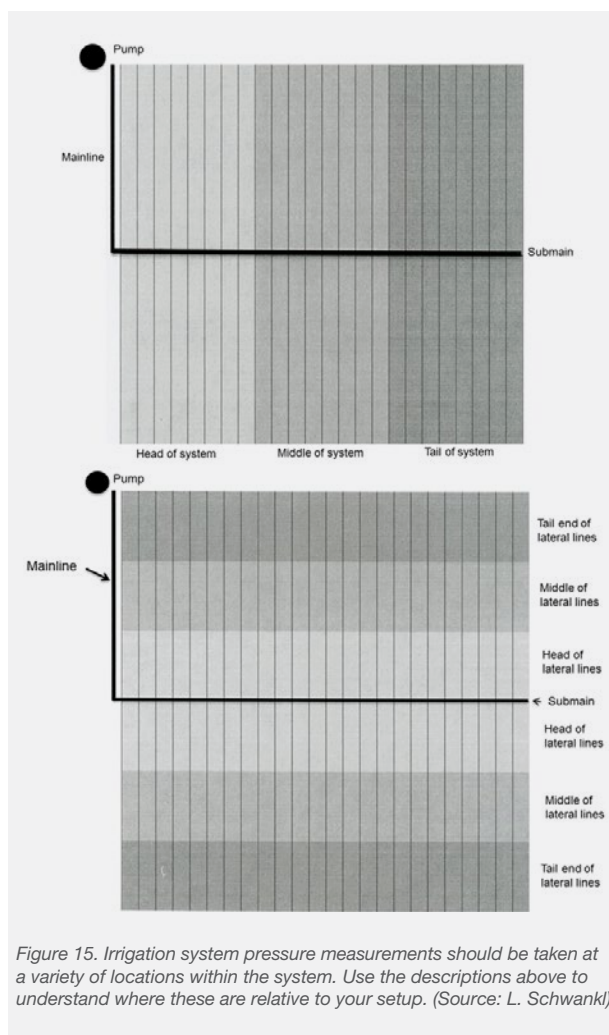 Pump
Mainline
Submain
Head of system
Middle of system
Tail of system
Pump
Tail end of
lateral lines
Mainline
Middle of
lateral lines
Head of
lateral lines
Submain
Head of
lateral lines
Middle of
lateral lines
Tail end of
lateral lines
Figure 15. Irrigation system pressure measurements should be taken at
a variety of locations within the system. Use the descriptions above to
understand where these are relative to your setup. (Source: L. Schwankl)